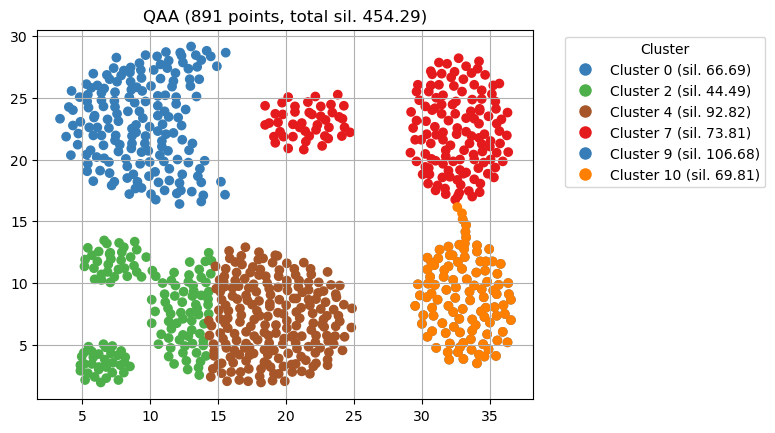 QAA (891 points, total sil. 454.29)
30
25
20
15
10
5
5
10
15
20
25
30
35
Cluster
Cluster 0 (sil. 66.69)
Cluster 2 (sil. 44.49)
Cluster 4 (sil. 92.82)
Cluster 7 (sil. 73.81)
Cluster 9 (sil. 106.68)
Cluster 10 (sil. 69.81)